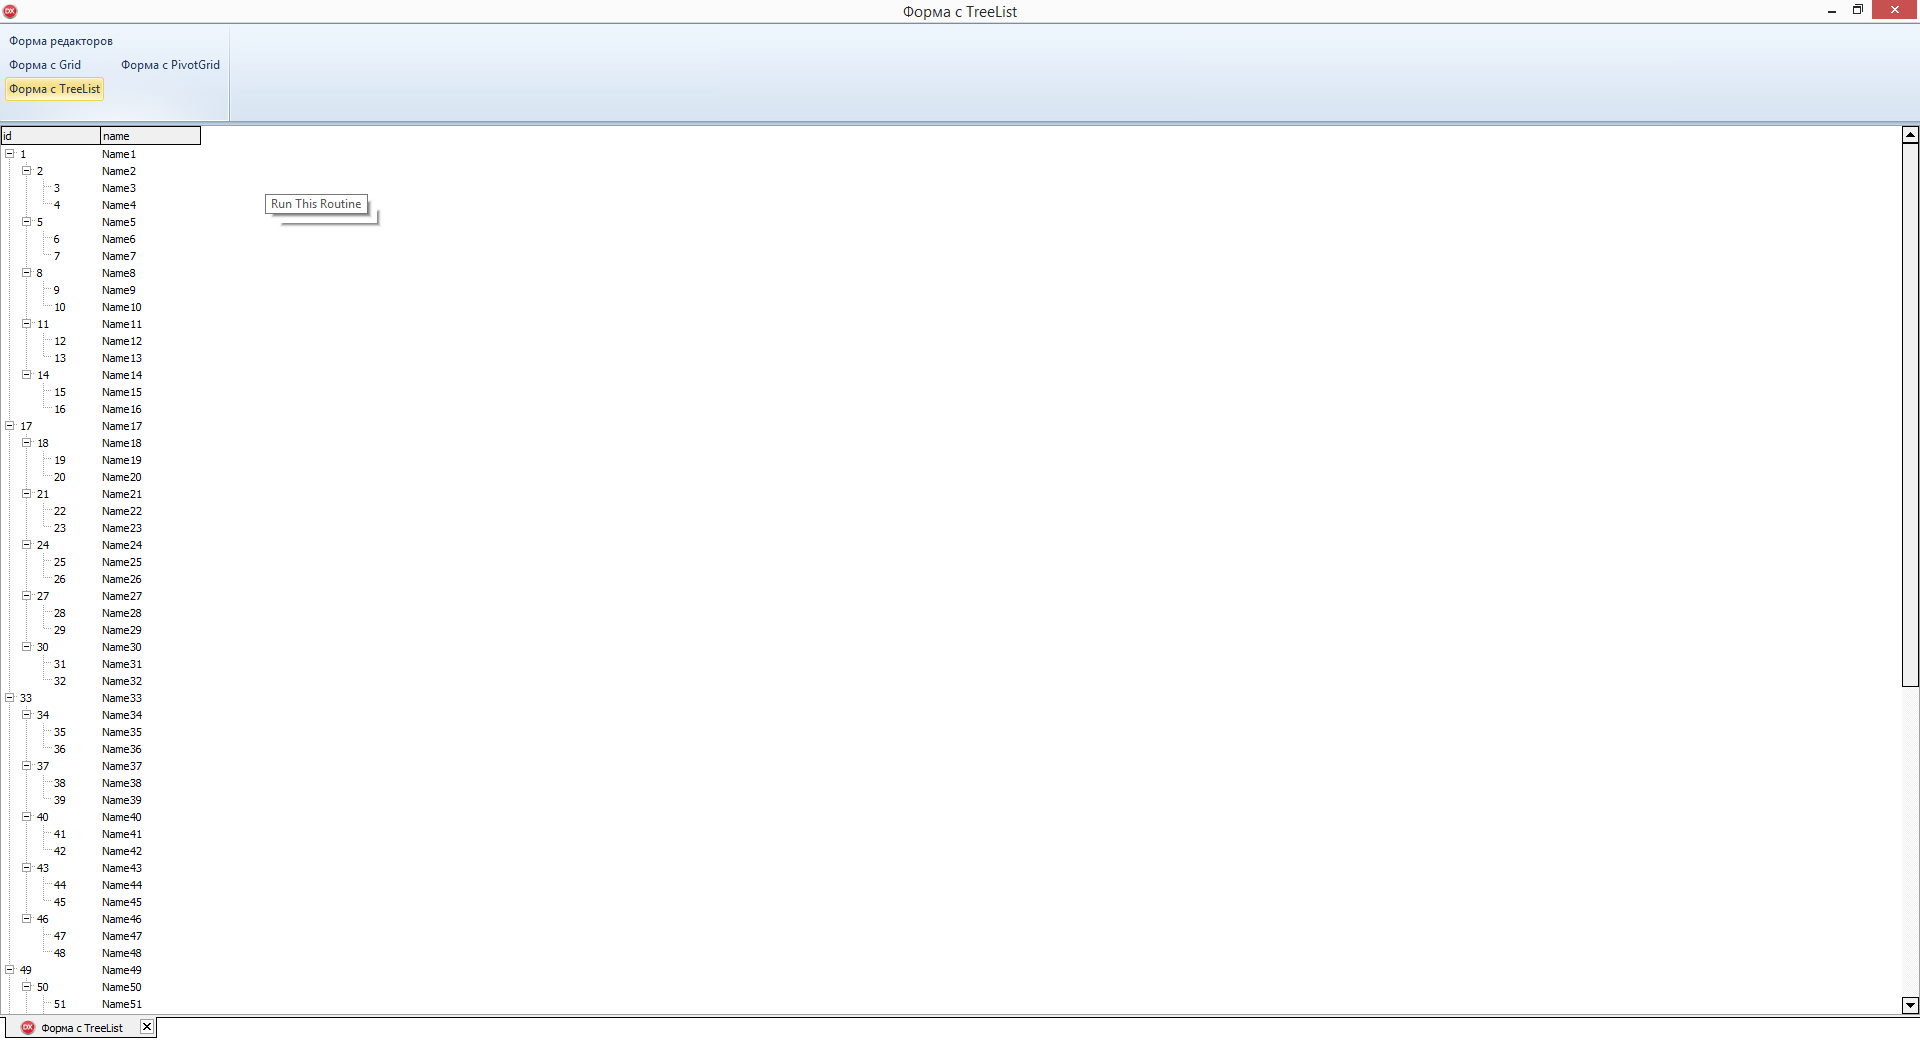 DX Форма с TreeList
Форма редакторов
Форма с Grid Форма с PivotGrid
Форма с TreeList
id name
1 Name1
2 Name2
3 Name3
Run This Routine
4 Name4
5 Name5
6 Name6
7 Name7
8 Name8
9 Name9
10 Name10
11 Name11
12 Name12
13 Name13
14 Name14
15 Name15
16 Name16
17 Name17
18 Name18
19 Name19
20 Name20
21 Name21
22 Name22
23 Name23
24 Name24
25 Name25
26 Name26
27 Name27
28 Name28
29 Name29
30 Name30
31 Name31
32 Name32
33 Name33
34 Name34
35 Name35
36 Name36
37 Name37
38 Name38
39 Name39
40 Name40
41 Name41
42 Name42
43 Name43
44 Name44
45 Name45
46 Name46
47 Name47
48 Name48
49 Name49
50 Name50
51 Name51
DX Форма с TreeList